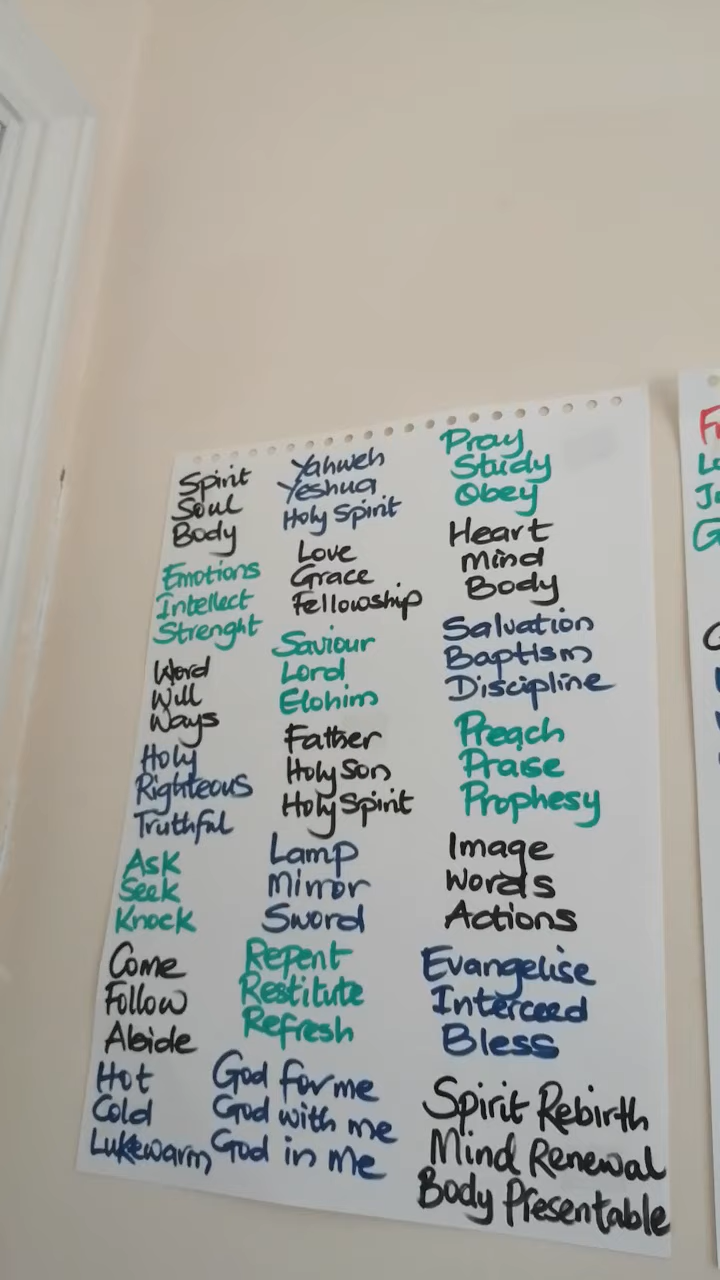 Spirit
Soul
Body
Emotions
Intellect
Strenght
Word
Will
Ways
Holy
Righteous
Truthful
Ask
Seek
Knock
Come
Follow
Abide
Hot
Cold
Lukewarm
Yahweh
Yeshua
Holy Spirit
Love
Grace
Fellowship
Saviour
Lord
Elohim
Father
Holy Son
Holy Spirit
Lamp
Mirror
Sword
Repent
Restitute
Refresh
God for me
God with me
God in me
Pray
Study
Obey
Heart
Mind
Body
Salvation
Baptism
Discipline
Preach
Praise
Prophesy
Image
Words
Actions
Evangelise
Interceed
Bless
Spirit Rebirth
Mind Renewal
Body Presentable